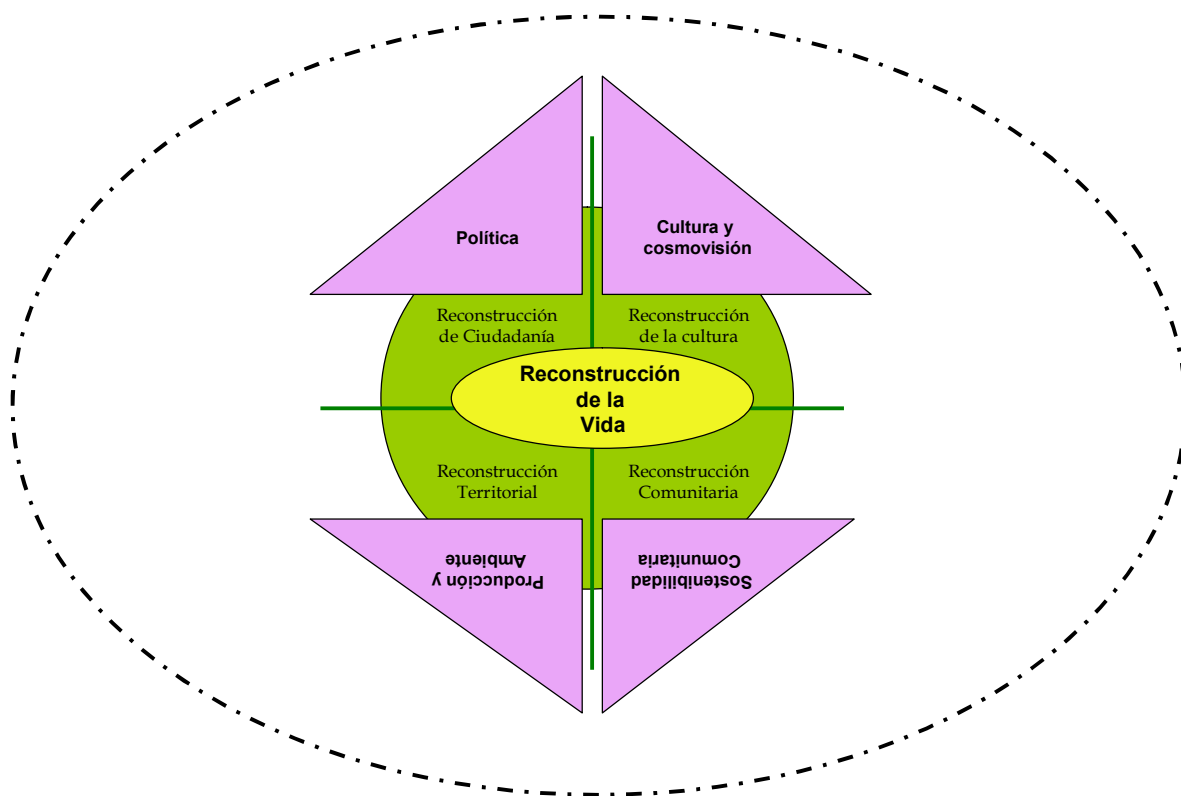 Política
Cultura y
cosmovisión
Reconstrucción
de Ciudadanía
Reconstrucción
de la cultura
Reconstrucción
de la
Vida
Reconstrucción
Territorial
Reconstrucción
Comunitaria
Producción y
Ambiente
Sostenibilidad
Comunitaria